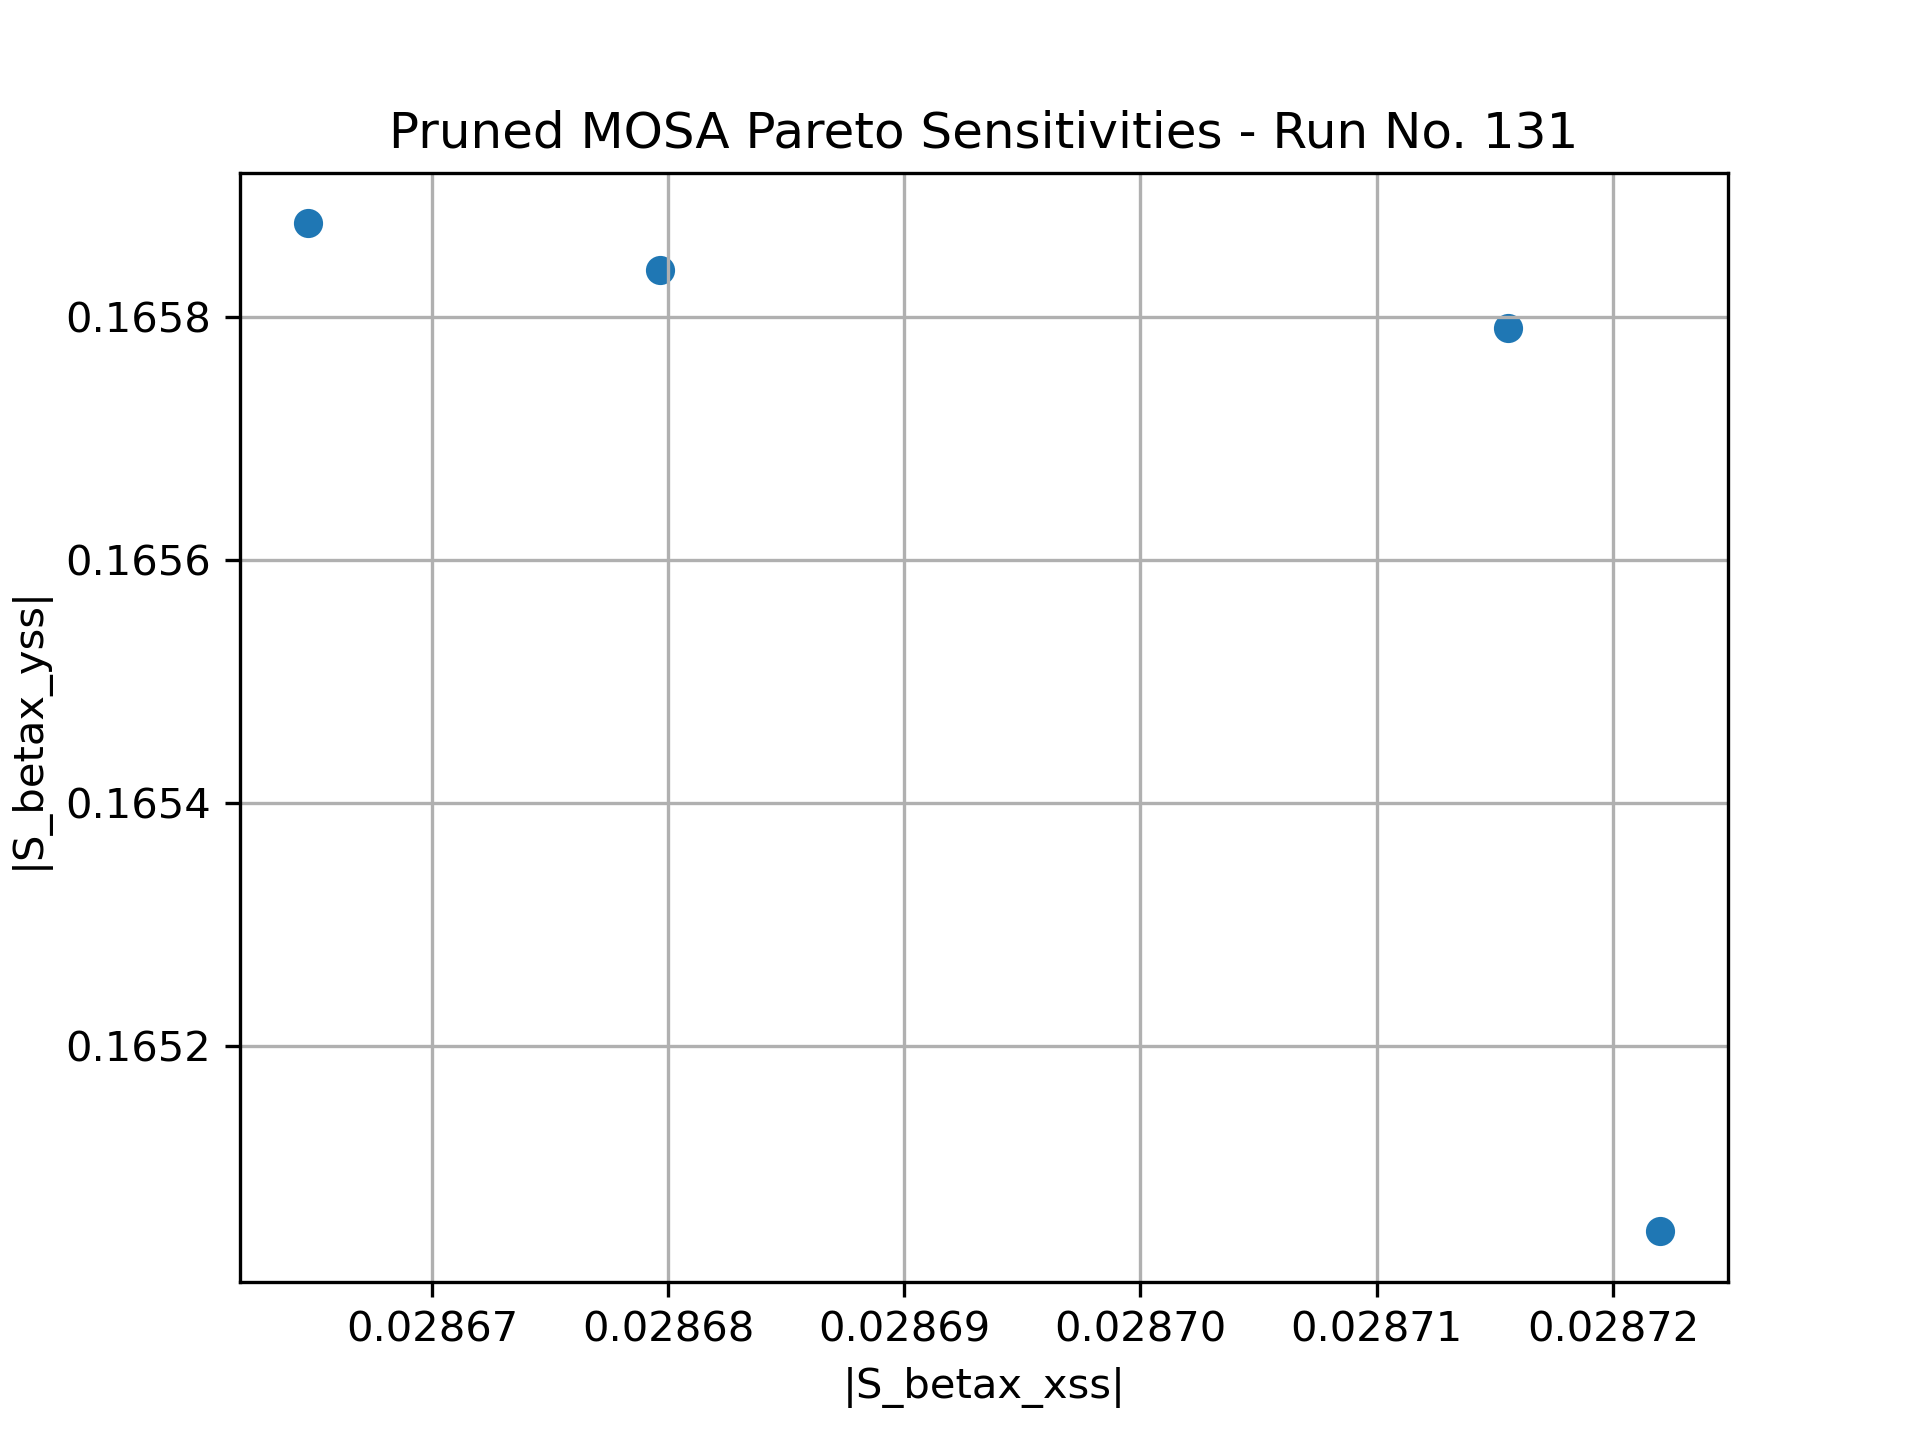 Pruned MOSA Pareto Sensitivities - Run No. 131
|S_betax_yss|
0.1658
0.1656
0.1654
0.1652
0.02867 0.02868 0.02869 0.02870 0.02871 0.02872
|S_betax_xss|